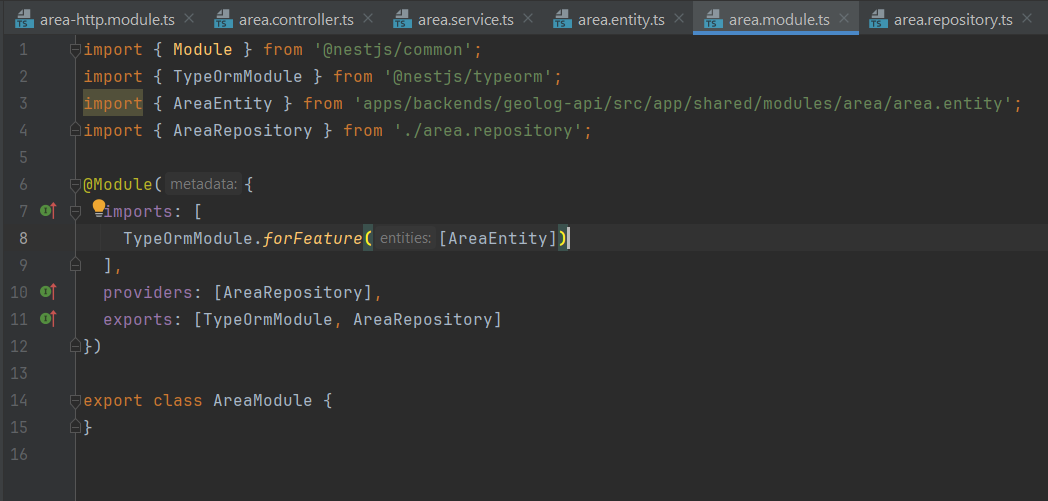 area-http.module.ts area.controller.ts area.service.ts area.entity.ts area.module.ts area.repository.ts
1 import { Module } from '@nestjs/common';
2 import { TypeOrmModule } from '@nestjs/typeorm';
3 import { AreaEntity } from 'apps/backends/geolog-api/src/app/shared/modules/area/area.entity';
4 import { AreaRepository } from './area.repository';
5
6 @Module( metadata: {
7 imports: [
8 TypeOrmModule.forFeature( entities: [AreaEntity])
9 ],
10 providers: [AreaRepository],
11 exports: [TypeOrmModule, AreaRepository]
12 })
13
14 export class AreaModule {
15 }
16